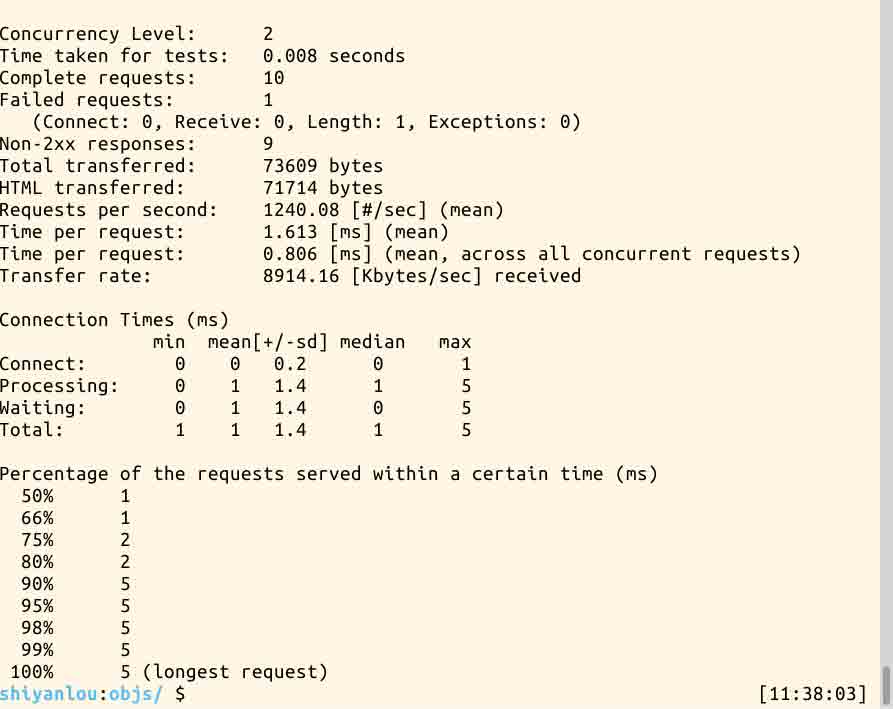 Concurrency Level:      2
Time taken for tests:   0.008 seconds
Complete requests:      10
Failed requests:        1
   (Connect: 0, Receive: 0, Length: 1, Exceptions: 0)
Non-2xx responses:      9
Total transferred:      73609 bytes
HTML transferred:       71714 bytes
Requests per second:    1240.08 [#/sec] (mean)
Time per request:       1.613 [ms] (mean)
Time per request:       0.806 [ms] (mean, across all concurrent requests)
Transfer rate:          8914.16 [Kbytes/sec] received

Connection Times (ms)
              min  mean[+/-sd] median   max
Connect:        0    0   0.2      0       1
Processing:     0    1   1.4      1       5
Waiting:        0    1   1.4      0       5
Total:          1    1   1.4      1       5

Percentage of the requests served within a certain time (ms)
  50%      1
  66%      1
  75%      2
  80%      2
  90%      5
  95%      5
  98%      5
  99%      5
 100%      5 (longest request)
shiyanlou:objs/ $                                                    [11:38:03]